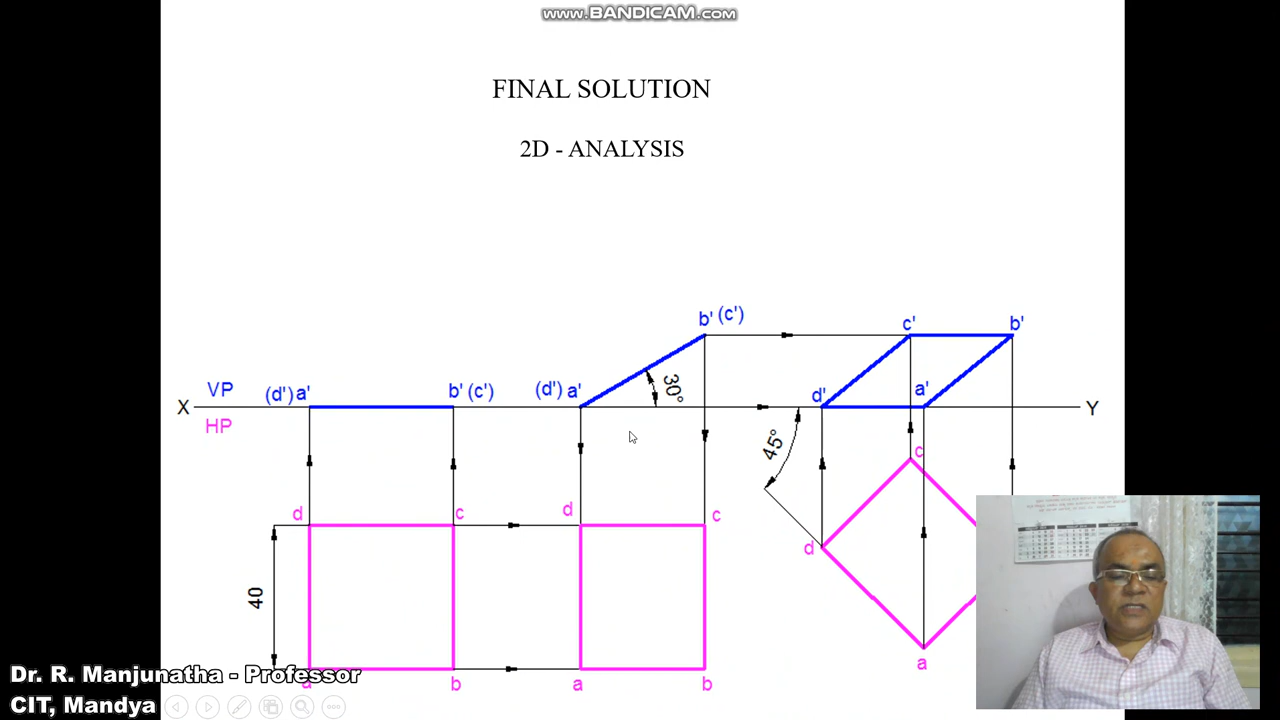 www.BANDICAM.com
FINAL SOLUTION
2D - ANALYSIS
b' (c')
c'
b'
VP
(d') a'
b' (c')
(d') a'
30°
d'
a'
X
Y
HP
45°
c
d
c
d
c
d
40
a
a
b
a
b
Dr. R. Manjunatha - Professor
CIT, Mandya